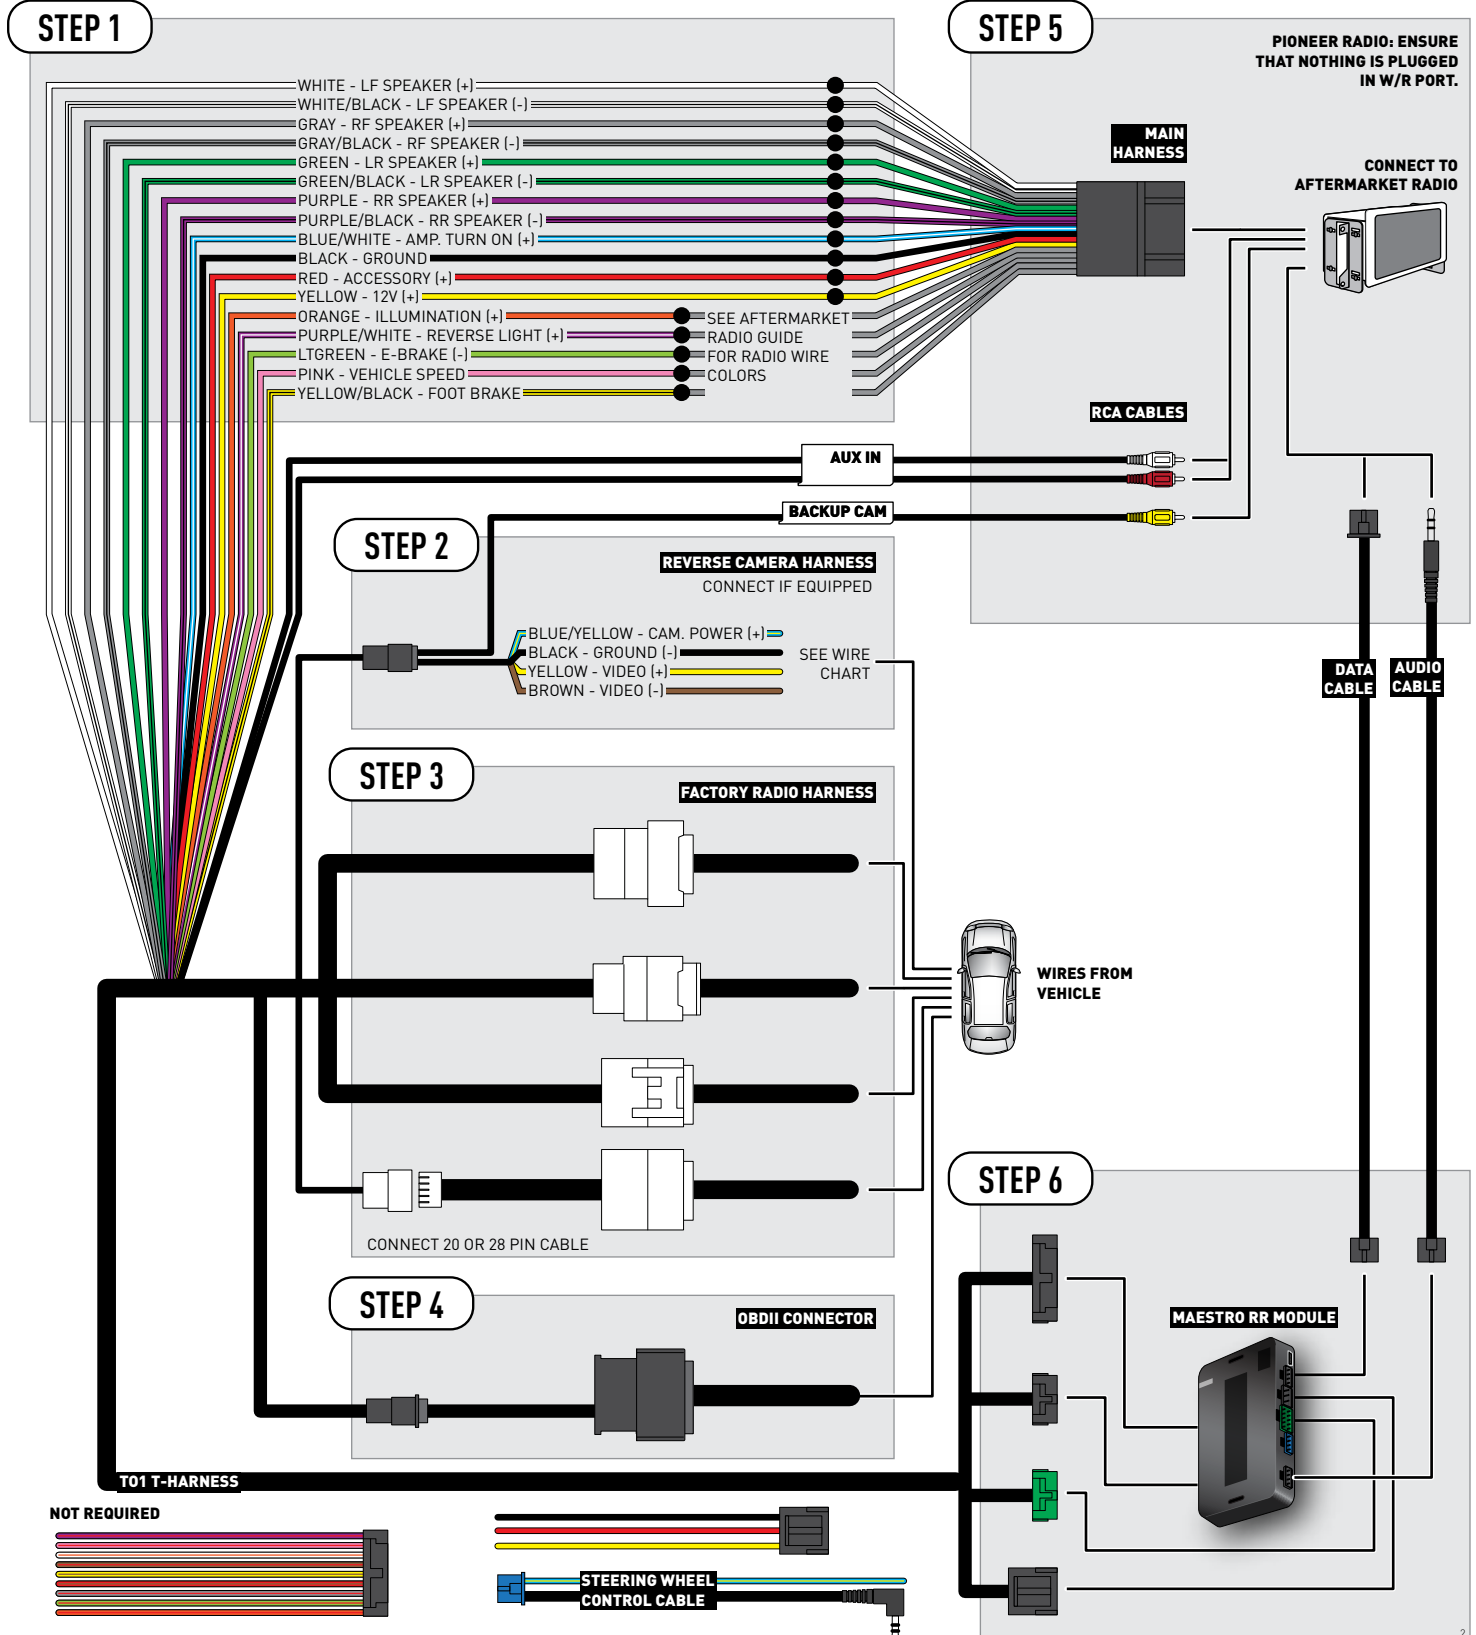 STEP 1
WHITE - LF SPEAKER (+)
WHITE/BLACK - LF SPEAKER (-)
GRAY - RF SPEAKER (+)
GRAY/BLACK - RF SPEAKER (-)
GREEN - LR SPEAKER (+)
GREEN/BLACK - LR SPEAKER (-)
PURPLE - RR SPEAKER (+)
PURPLE/BLACK - RR SPEAKER (-)
BLUE/WHITE - AMP. TURN ON (+)
BLACK - GROUND
RED - ACCESSORY (+)
YELLOW - 12V (+)
ORANGE - ILLUMINATION (+)
PURPLE/WHITE - REVERSE LIGHT (+)
LTGREEN - E-BRAKE (-)
PINK - VEHICLE SPEED
YELLOW/BLACK - FOOT BRAKE
SEE AFTERMARKET
RADIO GUIDE
FOR RADIO WIRE
COLORS
STEP 5
PIONEER RADIO: ENSURE
THAT NOTHING IS PLUGGED
IN W/R PORT.
MAIN
HARNESS
CONNECT TO
AFTERMARKET RADIO
RCA CABLES
AUX IN
BACKUP CAM
DATA
CABLE
AUDIO
CABLE
STEP 2
REVERSE CAMERA HARNESS
CONNECT IF EQUIPPED
BLUE/YELLOW - CAM. POWER (+)
BLACK - GROUND (-)
YELLOW - VIDEO (+)
BROWN - VIDEO (-)
SEE WIRE
CHART
STEP 3
FACTORY RADIO HARNESS
WIRES FROM
VEHICLE
CONNECT 20 OR 28 PIN CABLE
STEP 4
OBDII CONNECTOR
STEP 6
MAESTRO RR MODULE
T01 T-HARNESS
NOT REQUIRED
STEERING WHEEL
CONTROL CABLE
2